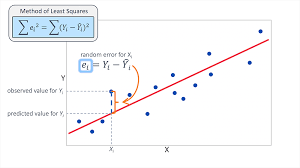 Method of Least Squares
∑ eᵢ² = ∑ (Yᵢ − Ŷᵢ)²
random error for Xᵢ
eᵢ = Yᵢ − Ŷᵢ
Y
observed value for Yᵢ
predicted value for Yᵢ
Xᵢ
X